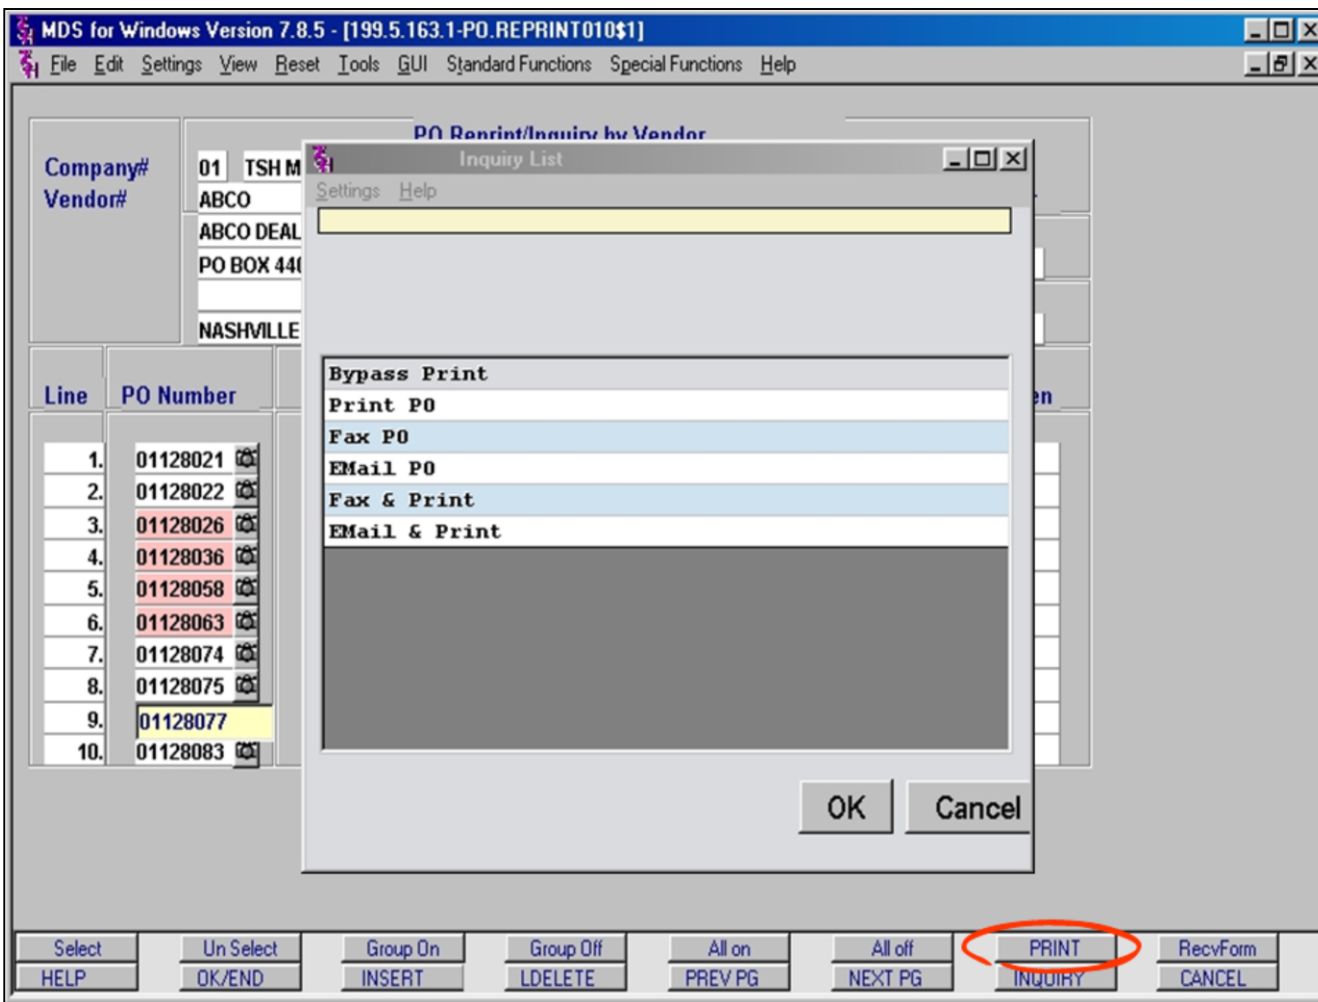 MDS for Windows Version 7.8.5 - [199.5.163.1-PO.REPRINT010$1]
File Edit Settings View Reset Tools GUI Standard Functions Special Functions Help
PO Reprint/Inquiry by Vendor
Company# 01 TSH M
Vendor# ABCO
ABCO DEAL
PO BOX 440
NASHVILLE
Inquiry List
Settings Help
Bypass Print
Print PO
Fax PO
EMail PO
Fax & Print
EMail & Print
OK Cancel
Line PO Number en
1. 01128021
2. 01128022
3. 01128026
4. 01128036
5. 01128058
6. 01128063
7. 01128074
8. 01128075
9. 01128077
10. 01128083
Select Un Select Group On Group Off All on All off PRINT RecvForm
HELP OK/END INSERT LDELETE PREV PG NEXT PG INQUIRY CANCEL